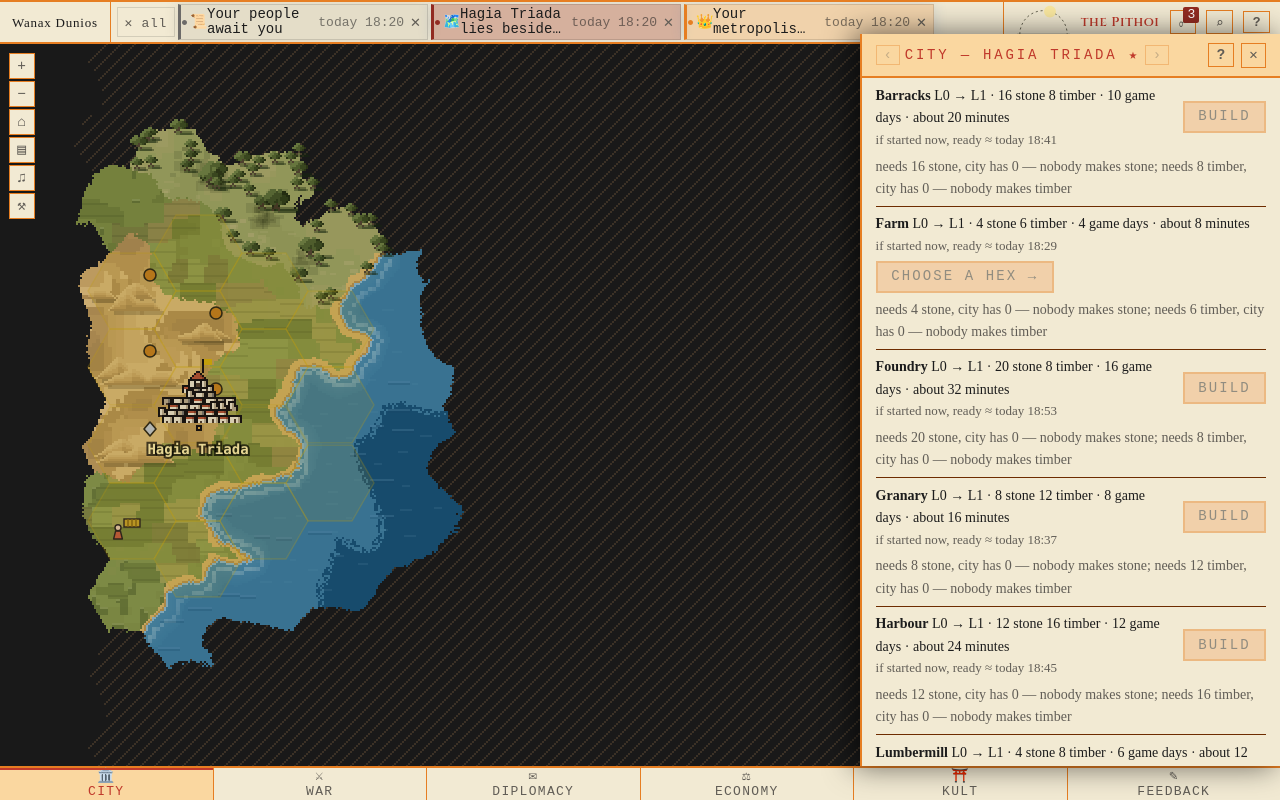 Wanax Dunios
✕ all
Your people await you
today 18:20 ✕
Hagia Triada lies beside…
today 18:20 ✕
Your metropolis…
today 18:20 ✕
THE PITHOI
3
?
‹ CITY — HAGIA TRIADA ★ ›
? ✕
Barracks L0 → L1 · 16 stone 8 timber · 10 game
days · about 20 minutes
BUILD
if started now, ready ≈ today 18:41
needs 16 stone, city has 0 — nobody makes stone; needs 8 timber,
city has 0 — nobody makes timber
Farm L0 → L1 · 4 stone 6 timber · 4 game days · about 8 minutes
if started now, ready ≈ today 18:29
CHOOSE A HEX →
needs 4 stone, city has 0 — nobody makes stone; needs 6 timber, city
has 0 — nobody makes timber
Foundry L0 → L1 · 20 stone 8 timber · 16 game
days · about 32 minutes
BUILD
if started now, ready ≈ today 18:53
needs 20 stone, city has 0 — nobody makes stone; needs 8 timber,
city has 0 — nobody makes timber
Granary L0 → L1 · 8 stone 12 timber · 8 game
days · about 16 minutes
BUILD
if started now, ready ≈ today 18:37
needs 8 stone, city has 0 — nobody makes stone; needs 12 timber,
city has 0 — nobody makes timber
Harbour L0 → L1 · 12 stone 16 timber · 12 game
days · about 24 minutes
BUILD
if started now, ready ≈ today 18:45
needs 12 stone, city has 0 — nobody makes stone; needs 16 timber,
city has 0 — nobody makes timber
Lumbermill L0 → L1 · 4 stone 8 timber · 6 game days · about 12
Hagia Triada
CITY
WAR
DIPLOMACY
ECONOMY
KULT
FEEDBACK